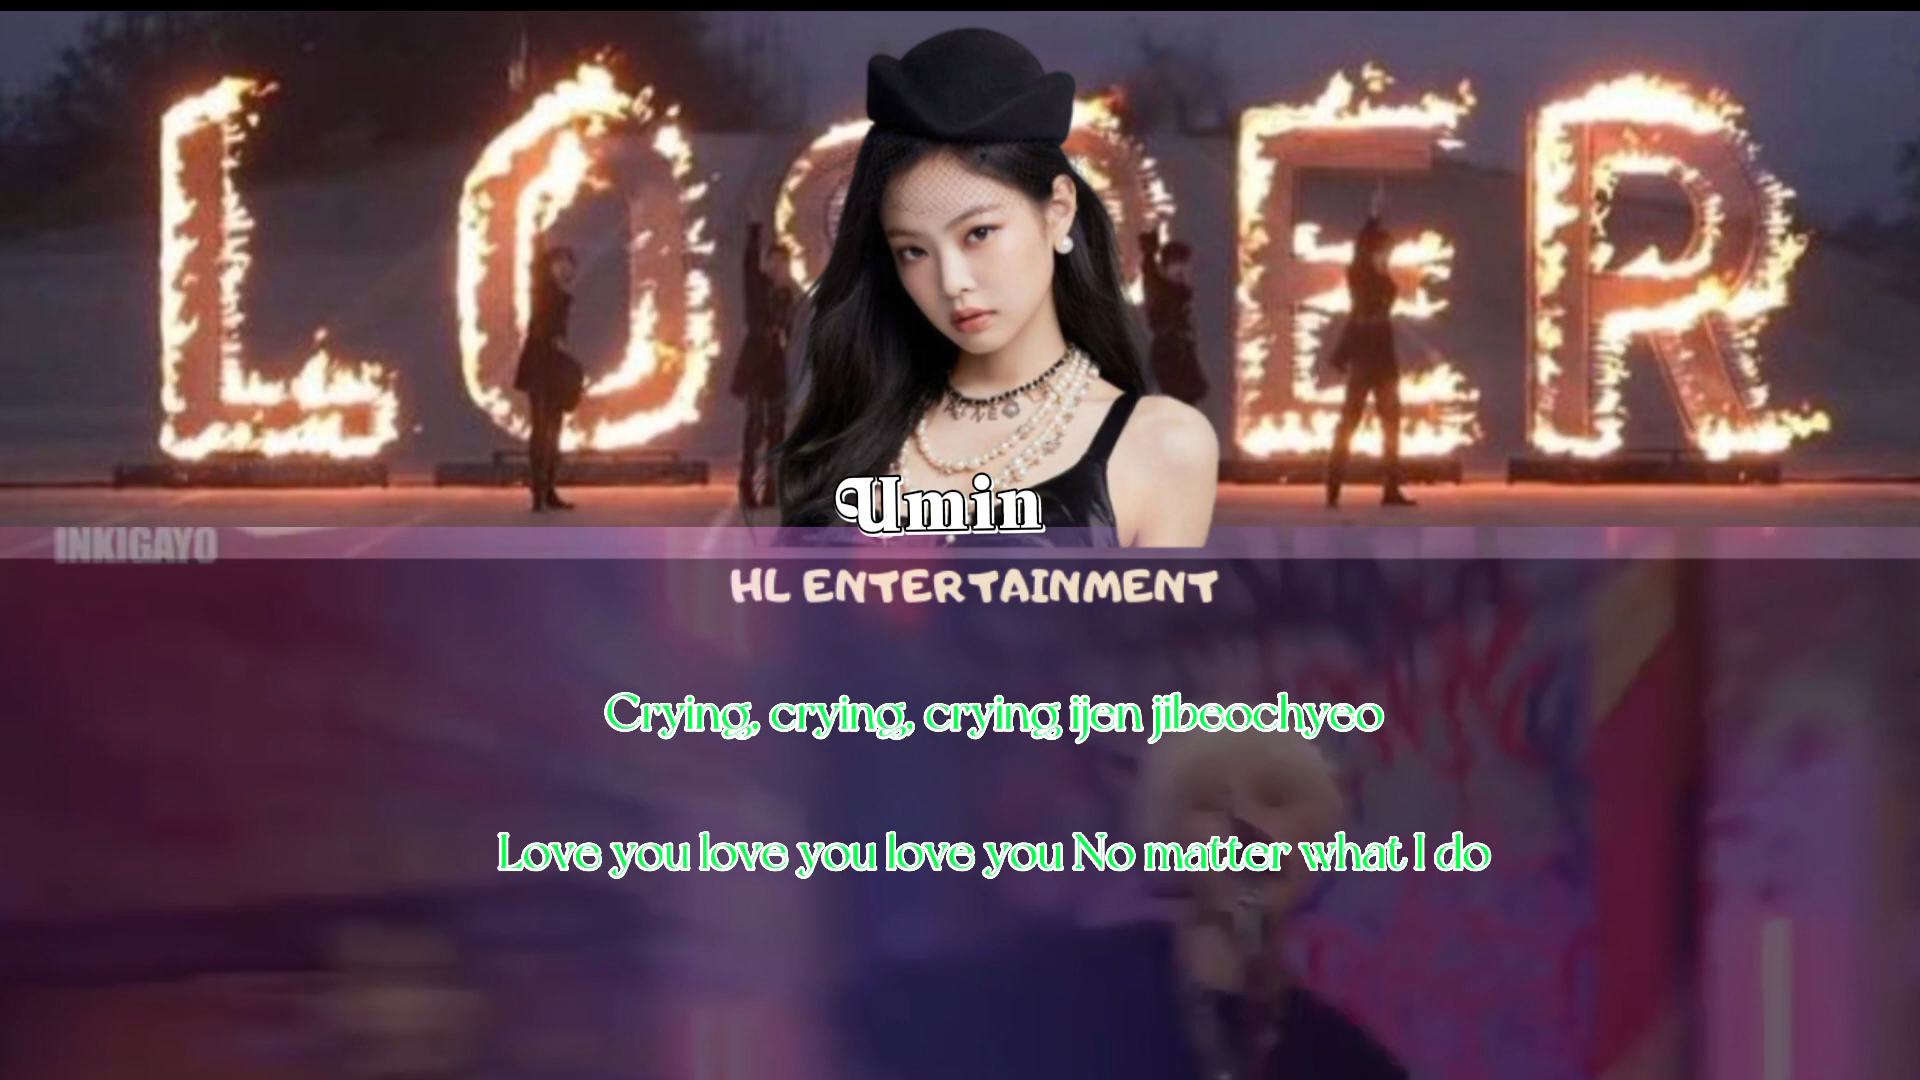 LOSER
Umin
INKIGAYO
HL ENTERTAINMENT
Crying, crying, crying ijen jibeochyeo
Love you love you love you No matter what I do